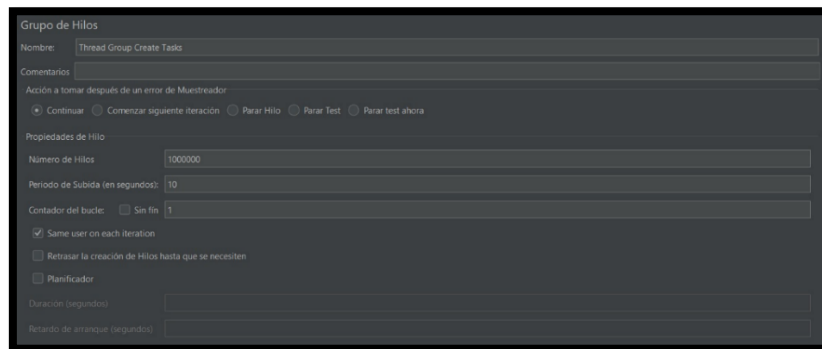 Grupo de Hilos
Nombre: Thread Group Create Tasks
Comentarios
Acción a tomar después de un error de Muestreador
Continuar Comenzar siguiente iteración Parar Hilo Parar Test Parar test ahora
Propiedades de Hilo
Número de Hilos 1000000
Periodo de Subida (en segundos): 10
Contador del bucle: Sin fín 1
Same user on each iteration
Retrasar la creación de Hilos hasta que se necesiten
Planificador
Duración (segundos)
Retardo de arranque (segundos)